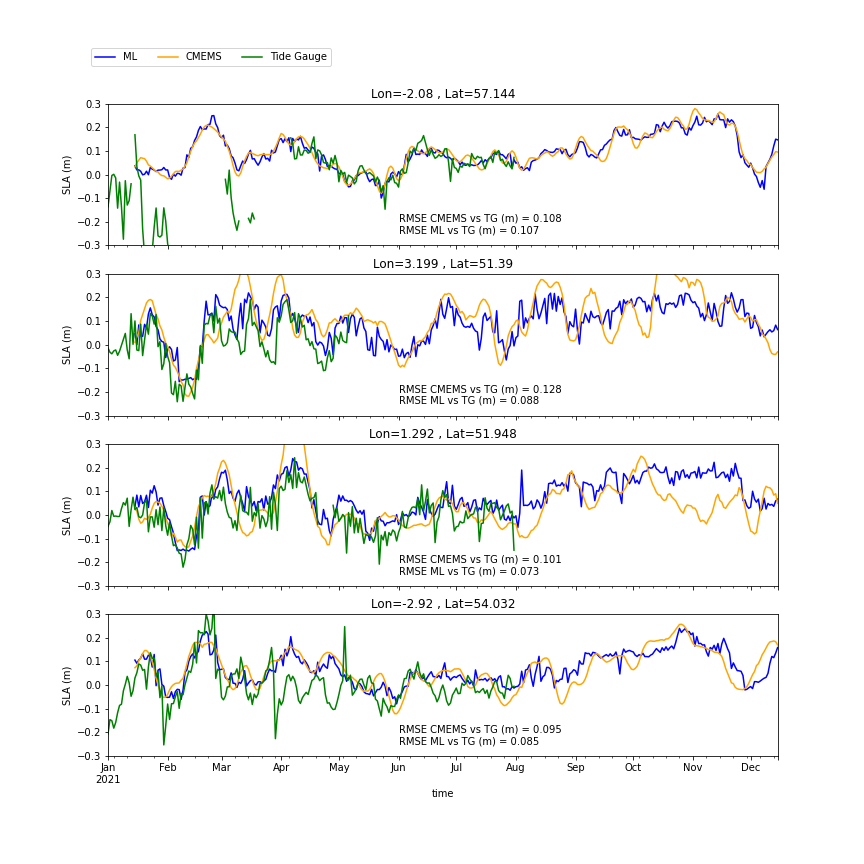 ML CMEMS Tide Gauge
Lon=-2.08 , Lat=57.144
0.3
0.2
0.1
0.0
−0.1
−0.2
−0.3
SLA (m)
RMSE CMEMS vs TG (m) = 0.108
RMSE ML vs TG (m) = 0.107
Lon=3.199 , Lat=51.39
0.3
0.2
0.1
0.0
−0.1
−0.2
−0.3
SLA (m)
RMSE CMEMS vs TG (m) = 0.128
RMSE ML vs TG (m) = 0.088
Lon=1.292 , Lat=51.948
0.3
0.2
0.1
0.0
−0.1
−0.2
−0.3
SLA (m)
RMSE CMEMS vs TG (m) = 0.101
RMSE ML vs TG (m) = 0.073
Lon=-2.92 , Lat=54.032
0.3
0.2
0.1
0.0
−0.1
−0.2
−0.3
SLA (m)
RMSE CMEMS vs TG (m) = 0.095
RMSE ML vs TG (m) = 0.085
Jan Feb Mar Apr May Jun Jul Aug Sep Oct Nov Dec
2021
time